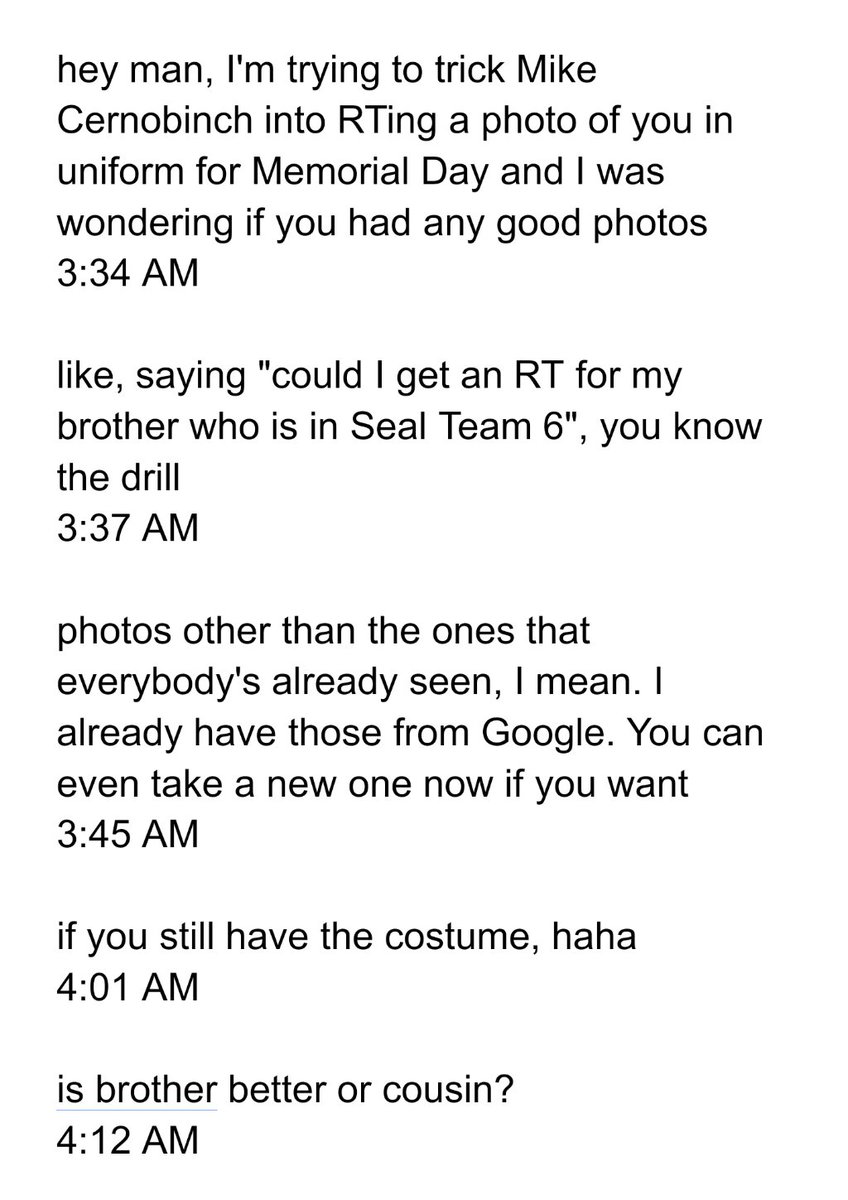 hey man, I'm trying to trick Mike
Cernobinch into RTing a photo of you in
uniform for Memorial Day and I was
wondering if you had any good photos
3:34 AM
like, saying "could I get an RT for my
brother who is in Seal Team 6", you know
the drill
3:37 AM
photos other than the ones that
everybody's already seen, I mean. I
already have those from Google. You can
even take a new one now if you want
3:45 AM
if you still have the costume, haha
4:01 AM
is brother better or cousin?
4:12 AM